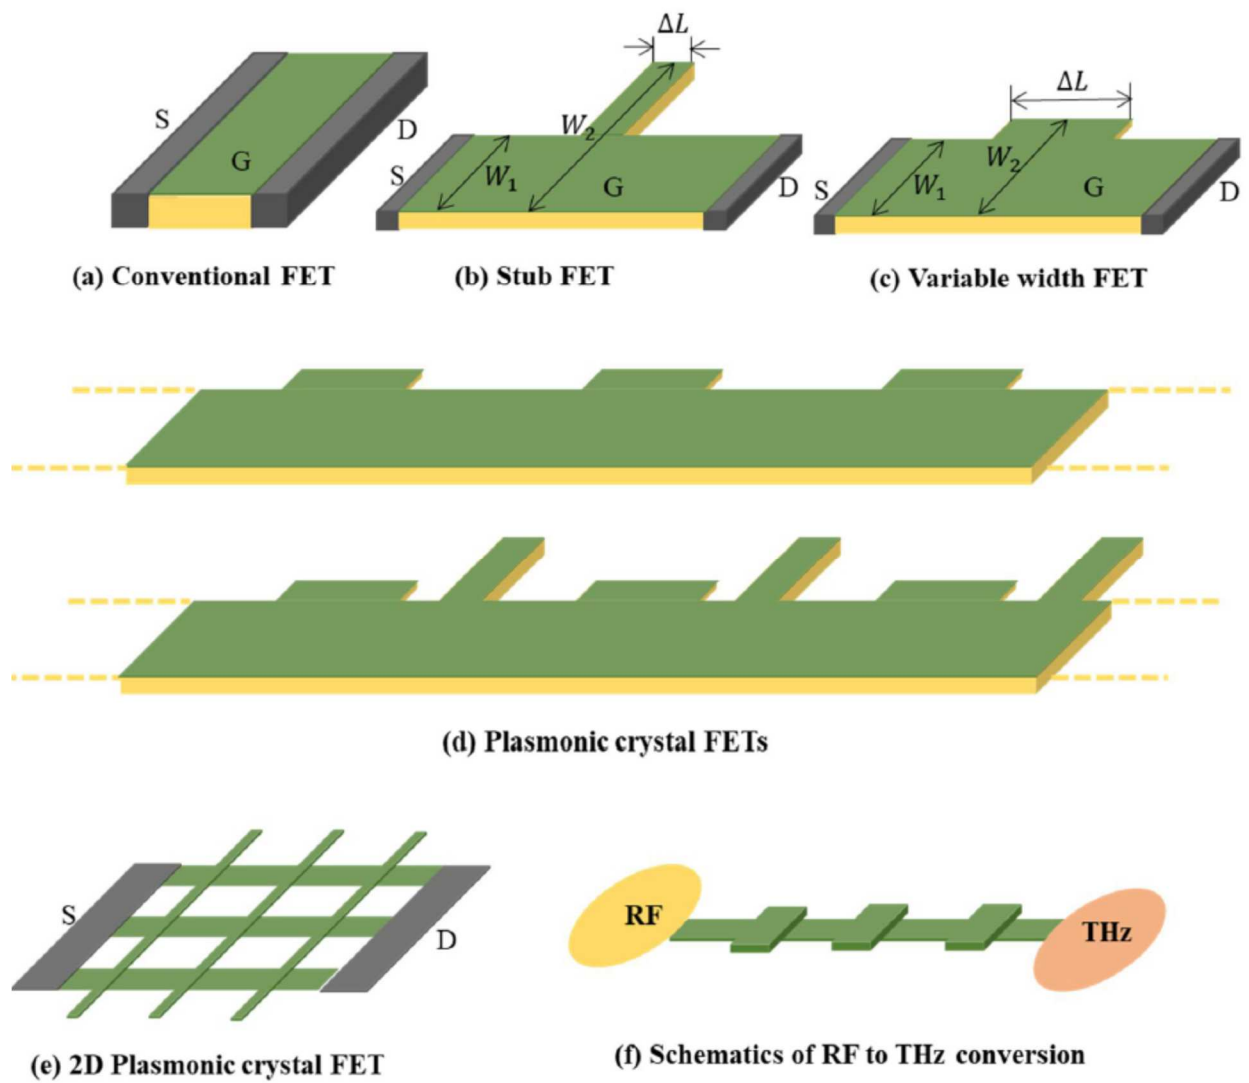 S
G
D
(a) Conventional FET
ΔL
W₂
W₁
S
G
D
(b) Stub FET
ΔL
W₂
W₁
S
G
D
(c) Variable width FET
(d) Plasmonic crystal FETs
S
D
(e) 2D Plasmonic crystal FET
RF
THz
(f) Schematics of RF to THz conversion